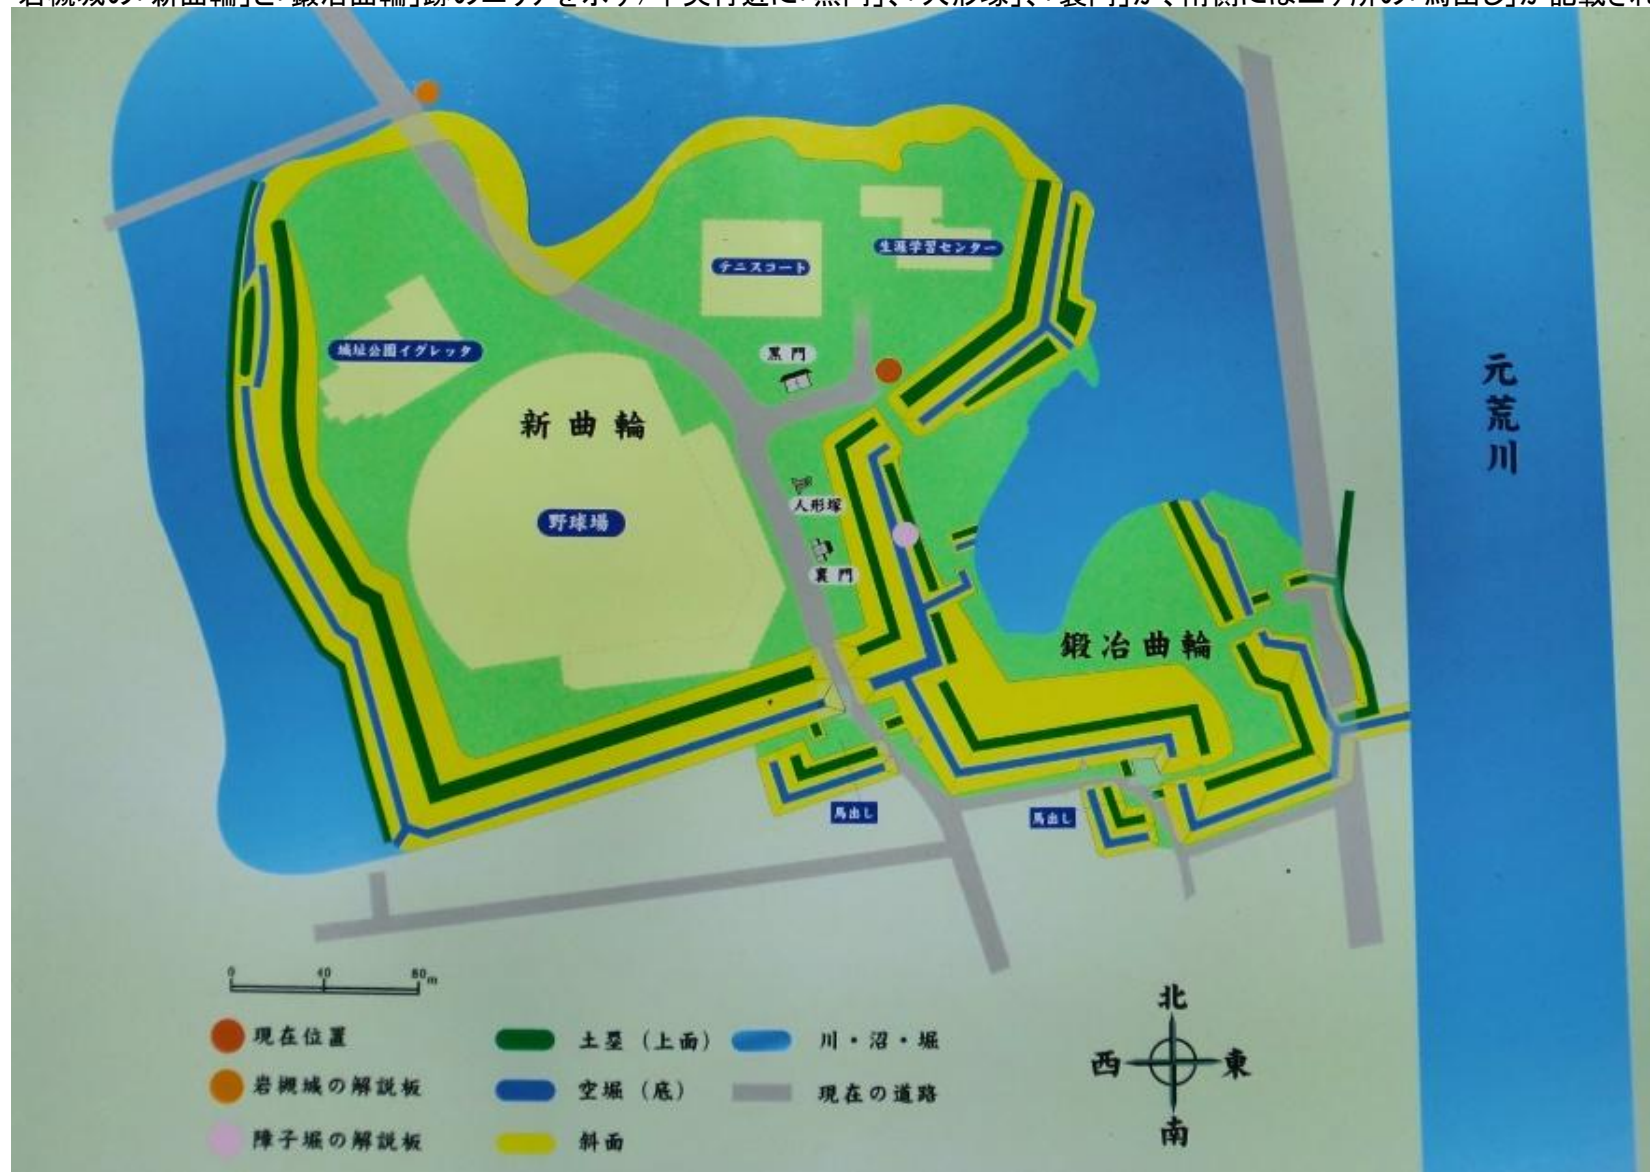 生涯学習センター
テニスコート
城址公園イグレッタ
黒門
新曲輪
人形塚
野球場
裏門
鍛冶曲輪
元荒川
馬出し
馬出し
0 40 80m
現在位置
岩槻城の解説板
障子堀の解説板
土塁（上面）
空堀（底）
斜面
川・沼・堀
現在の道路
北
西 東
南